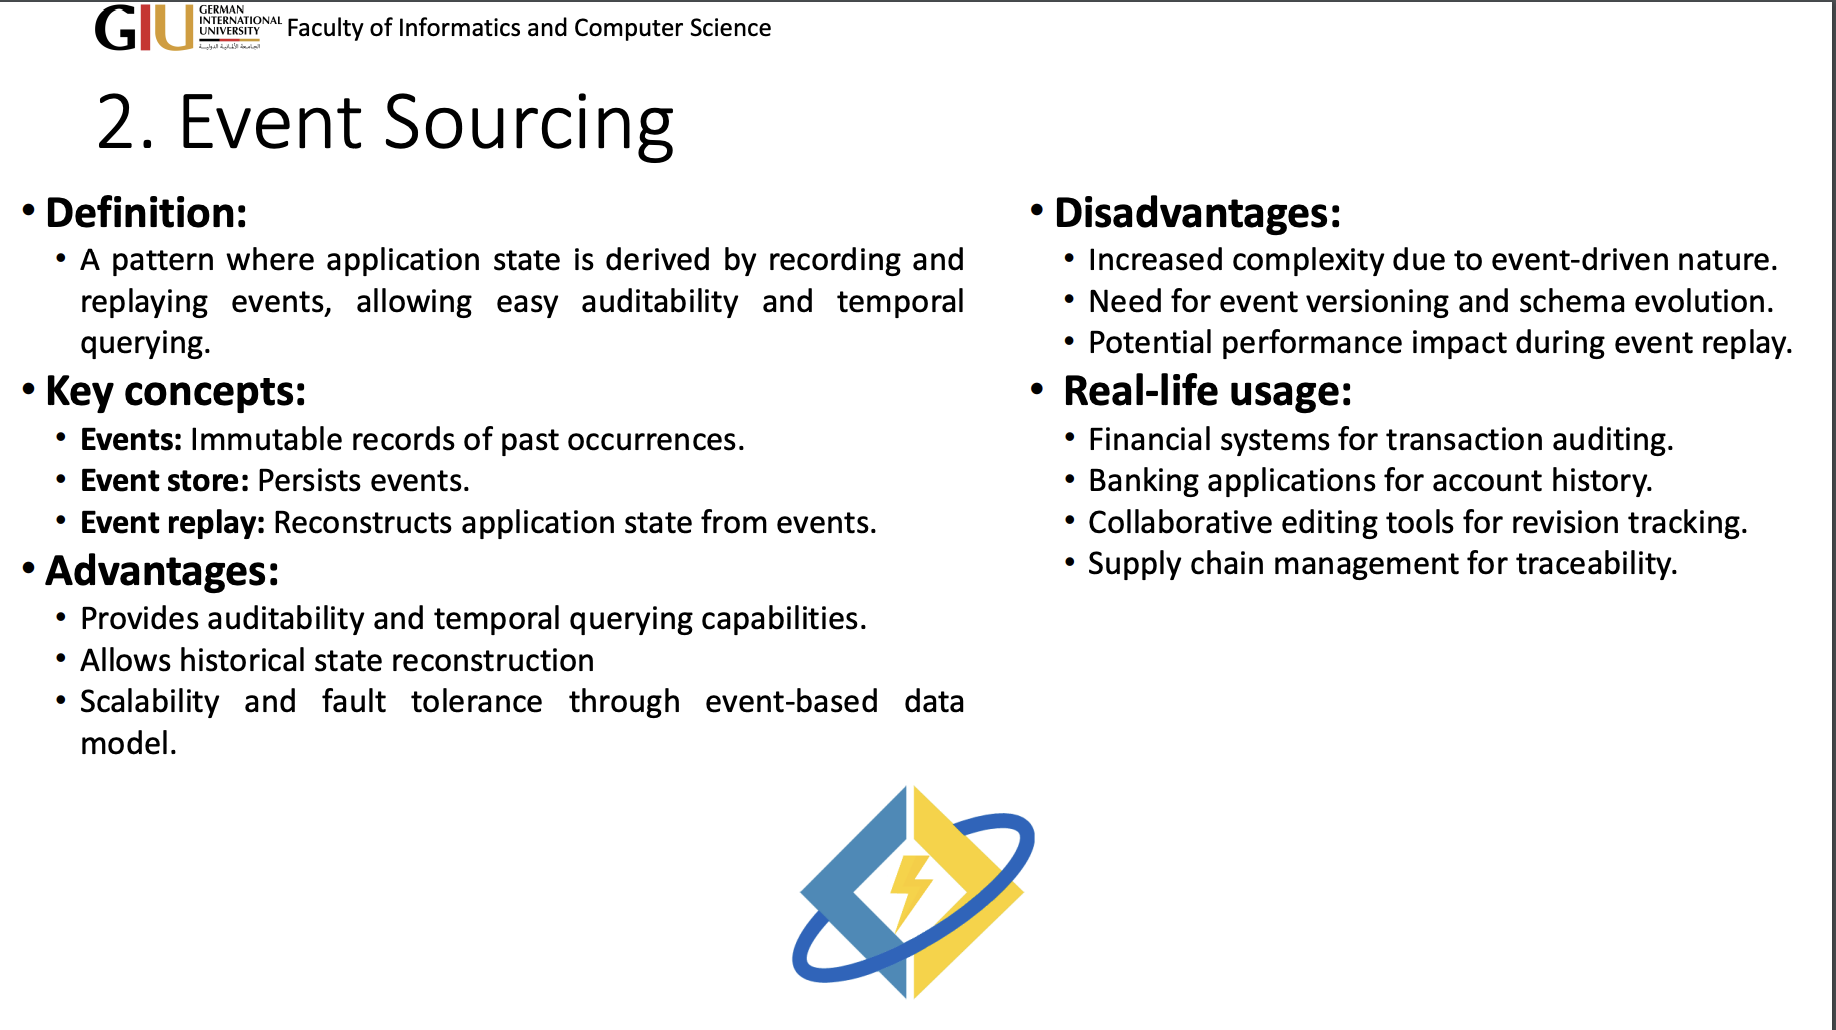 GIU
GERMAN
INTERNATIONAL
UNIVERSITY
الجامعة الألمانية الدولية
Faculty of Informatics and Computer Science
2. Event Sourcing
• Definition:
• A pattern where application state is derived by recording and
replaying events, allowing easy auditability and temporal
querying.
• Key concepts:
• Events: Immutable records of past occurrences.
• Event store: Persists events.
• Event replay: Reconstructs application state from events.
• Advantages:
• Provides auditability and temporal querying capabilities.
• Allows historical state reconstruction
• Scalability and fault tolerance through event-based data
model.
• Disadvantages:
• Increased complexity due to event-driven nature.
• Need for event versioning and schema evolution.
• Potential performance impact during event replay.
• Real-life usage:
• Financial systems for transaction auditing.
• Banking applications for account history.
• Collaborative editing tools for revision tracking.
• Supply chain management for traceability.